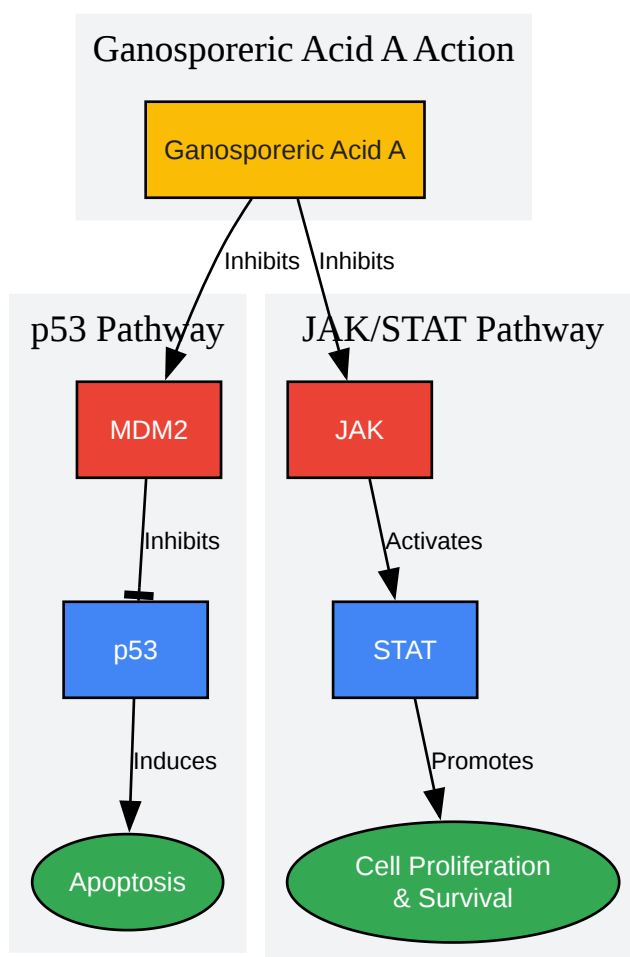 Ganosporeric Acid A Action
Ganosporeric Acid A
Inhibits
Inhibits
p53 Pathway
JAK/STAT Pathway
MDM2
JAK
Inhibits
Activates
p53
STAT
Induces
Promotes
Apoptosis
Cell Proliferation
& Survival